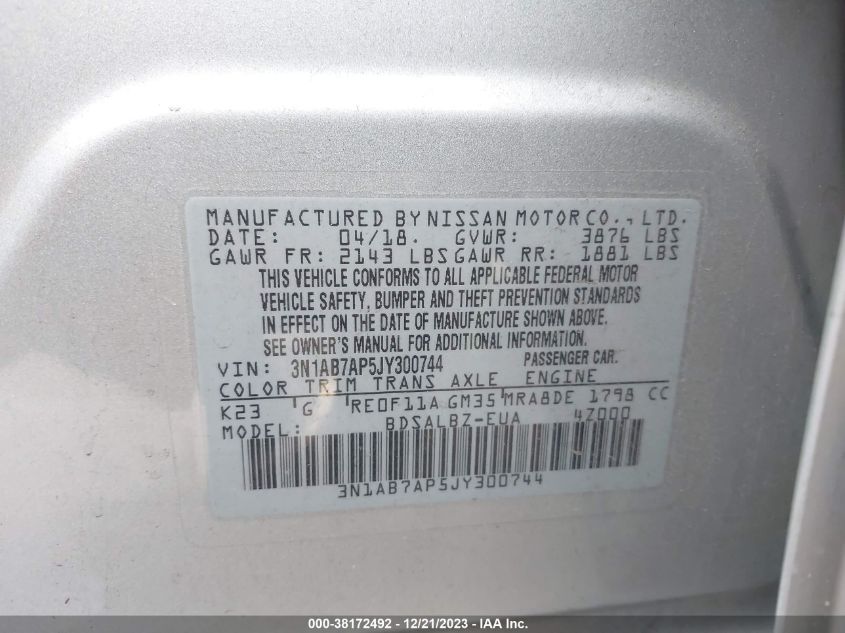 MANUFACTURED BY NISSAN MOTOR CO., LTD.
DATE: 04/18. GVWR: 3876 LBS
GAWR FR: 2143 LBS GAWR RR: 1881 LBS
THIS VEHICLE CONFORMS TO ALL APPLICABLE FEDERAL MOTOR
VEHICLE SAFETY, BUMPER AND THEFT PREVENTION STANDARDS
IN EFFECT ON THE DATE OF MANUFACTURE SHOWN ABOVE.
SEE OWNER'S MANUAL FOR ADDITIONAL INFORMATION.
VIN: 3N1AB7AP5JY300744 PASSENGER CAR.
COLOR TRIM TRANS AXLE ENGINE
K23 G RE0F11A GM35 MRA8DE 1798 CC
MODEL: BDSALBZ-EUA 4Z000
3N1AB7AP5JY300744
000-38172492 - 12/21/2023 - IAA Inc.